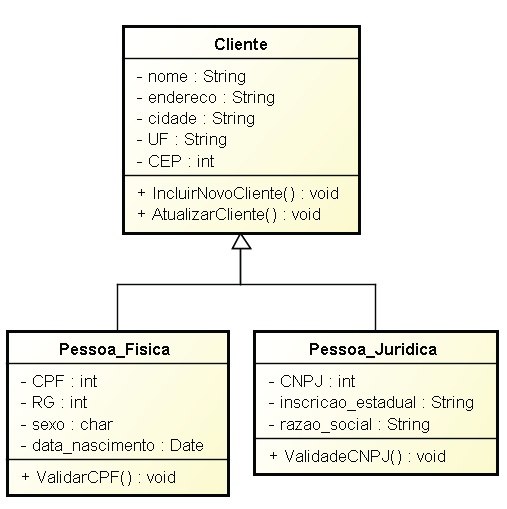 Cliente
- nome : String
- endereco : String
- cidade : String
- UF : String
- CEP : int
+ IncluirNovoCliente() : void
+ AtualizarCliente() : void
Pessoa_Fisica
- CPF : int
- RG : int
- sexo : char
- data_nascimento : Date
+ ValidarCPF() : void
Pessoa_Juridica
- CNPJ : int
- inscricao_estadual : String
- razao_social : String
+ ValidadeCNPJ() : void